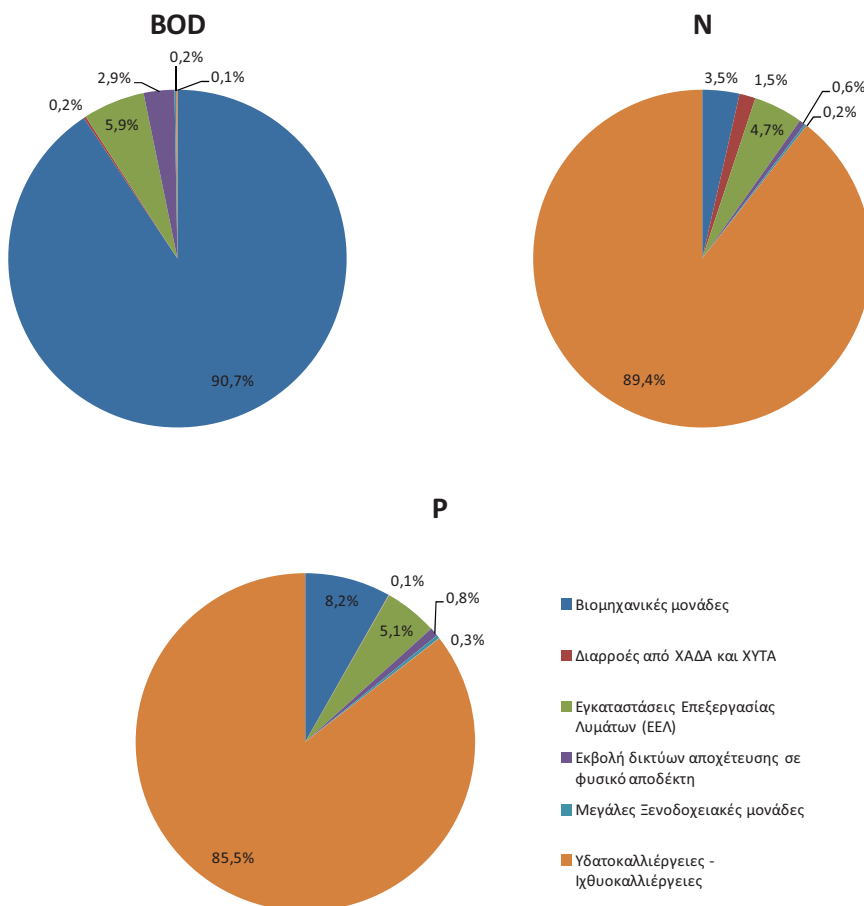 BOD
0,2%
2,9%
0,1%
0,2%
5,9%
90,7%
N
3,5%
1,5%
0,6%
0,2%
4,7%
89,4%
P
8,2%
0,1%
0,8%
5,1%
0,3%
85,5%
Βιομηχανικές μονάδες
Διαρροές από ΧΑΔΑ και ΧΥΤΑ
Εγκαταστάσεις Επεξεργασίας
Λυμάτων (ΕΕΛ)
Εκβολή δικτύων αποχέτευσης σε
φυσικό αποδέκτη
Μεγάλες Ξενοδοχειακές μονάδες
Υδατοκαλλιέργειες -
Ιχθυοκαλλιέργειες